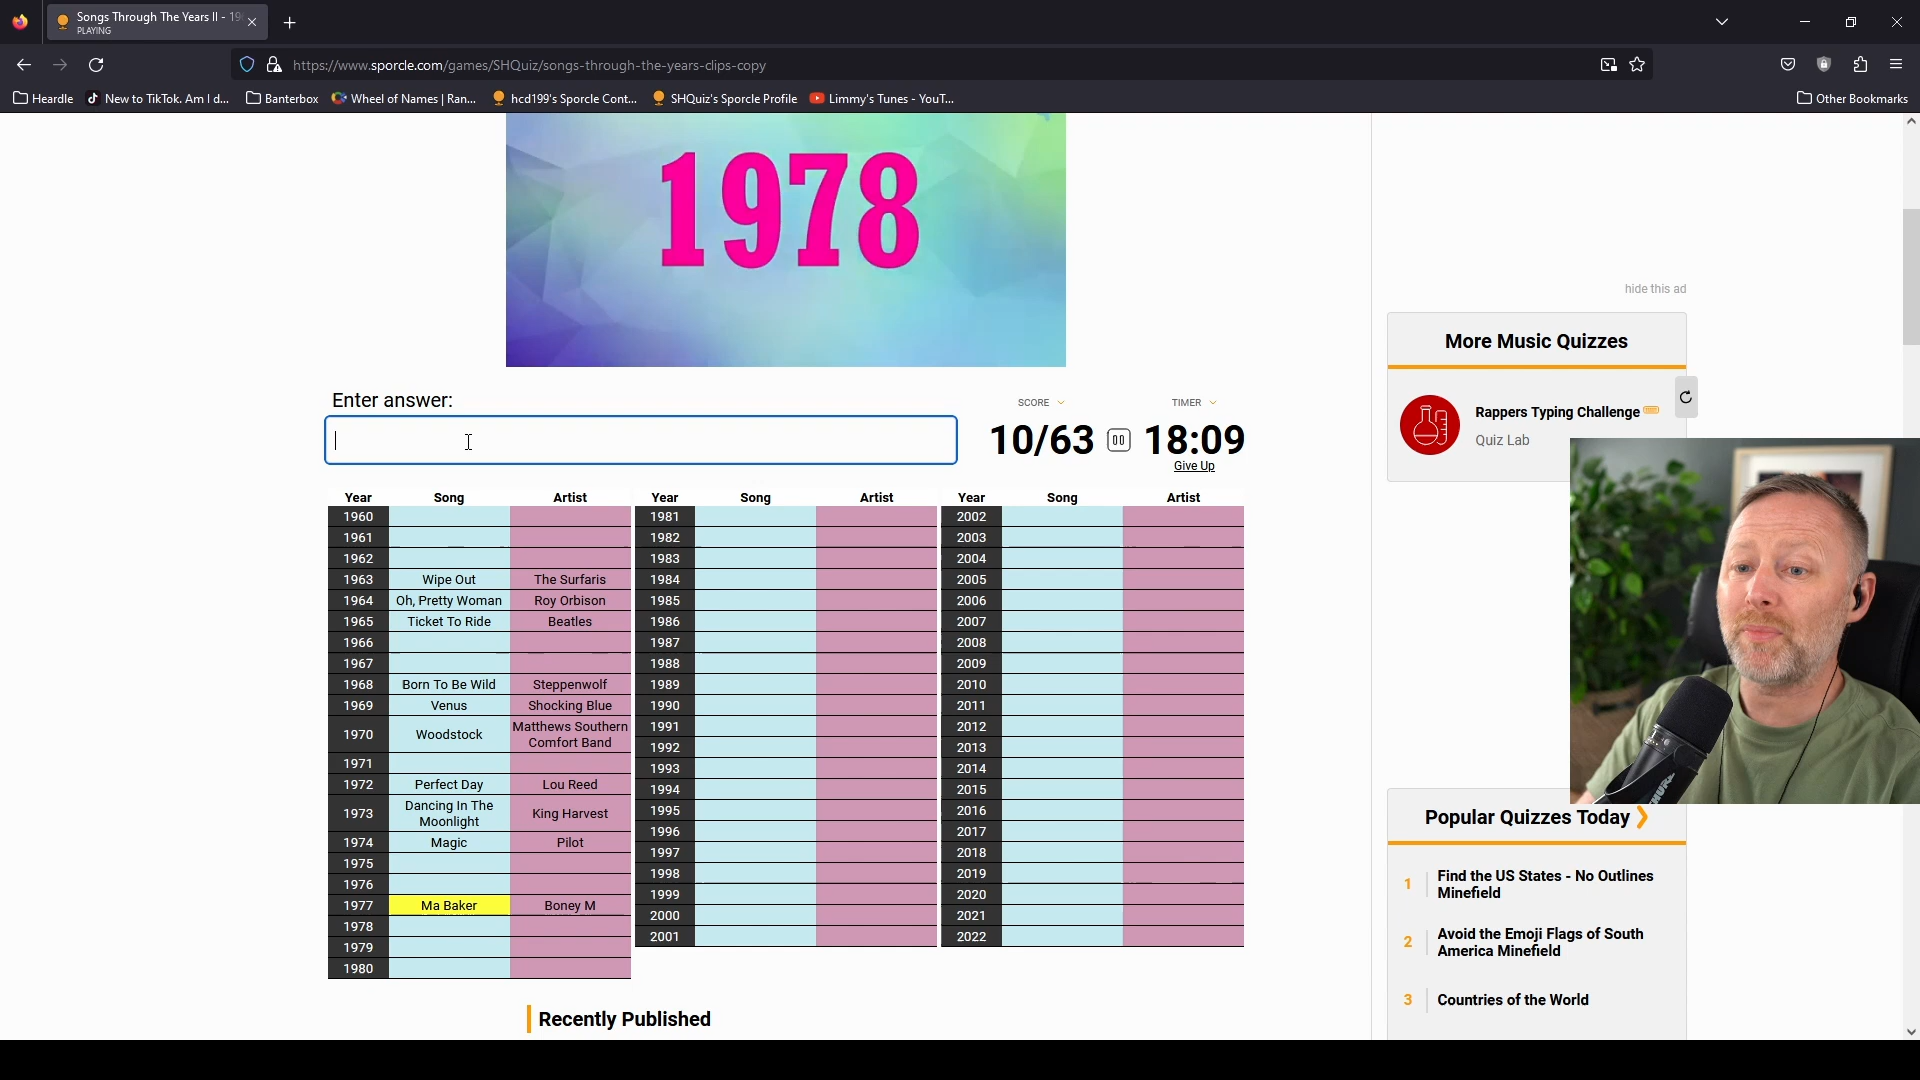 Songs Through The Years II - 19
PLAYING
https://www.sporcle.com/games/SHQuiz/songs-through-the-years-clips-copy
Heardle
New to TikTok. Am I d...
Banterbox
Wheel of Names | Ran...
hcd199's Sporcle Cont...
SHQuiz's Sporcle Profile
Limmy's Tunes - YouT...
Other Bookmarks
1978
hide this ad
More Music Quizzes
Rappers Typing Challenge
Quiz Lab
Enter answer:
SCORE
TIMER
10/63
18:09
Give Up
Year Song Artist
1960
1961
1962
1963 Wipe Out The Surfaris
1964 Oh, Pretty Woman Roy Orbison
1965 Ticket To Ride Beatles
1966
1967
1968 Born To Be Wild Steppenwolf
1969 Venus Shocking Blue
1970 Woodstock Matthews Southern
Comfort Band
1971
1972 Perfect Day Lou Reed
1973 Dancing In The
Moonlight King Harvest
1974 Magic Pilot
1975
1976
1977 Ma Baker Boney M
1978
1979
1980
Year Song Artist
1981
1982
1983
1984
1985
1986
1987
1988
1989
1990
1991
1992
1993
1994
1995
1996
1997
1998
1999
2000
2001
Year Song Artist
2002
2003
2004
2005
2006
2007
2008
2009
2010
2011
2012
2013
2014
2015
2016
2017
2018
2019
2020
2021
2022
Recently Published
Popular Quizzes Today
1 Find the US States - No Outlines
Minefield
2 Avoid the Emoji Flags of South
America Minefield
3 Countries of the World